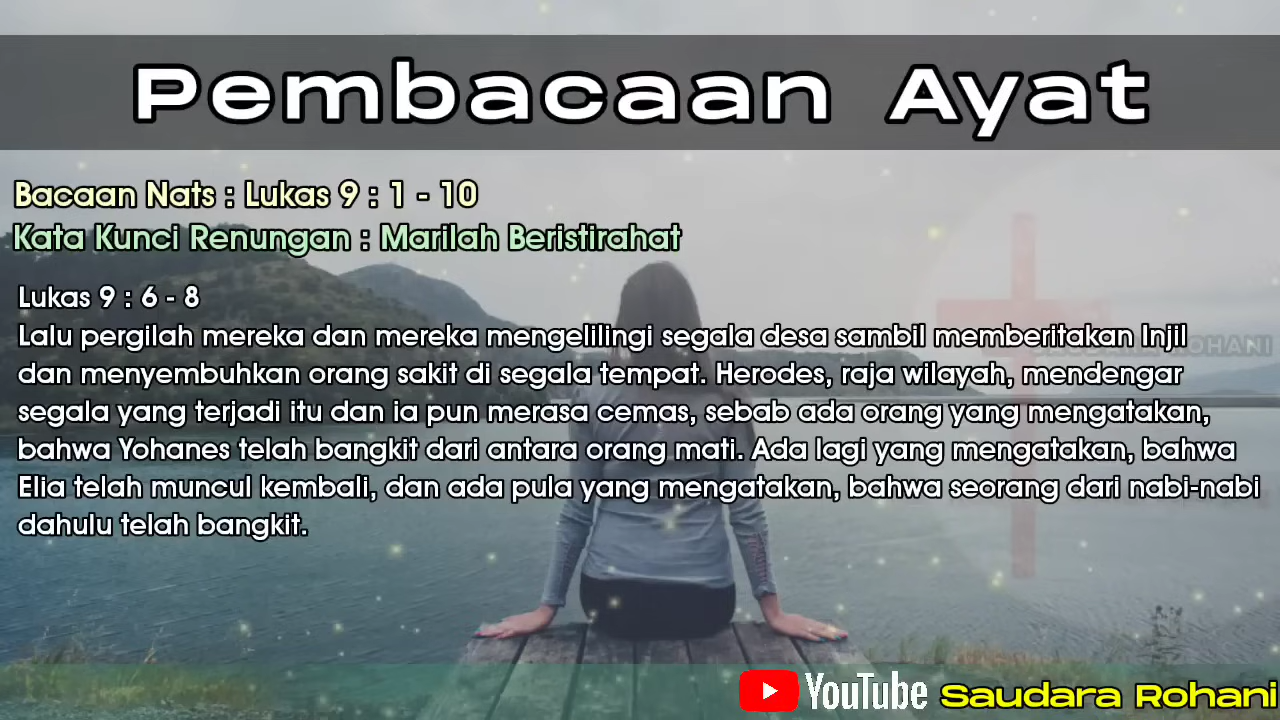 Pembacaan Ayat
Bacaan Nats : Lukas 9 : 1 - 10
Kata Kunci Renungan : Marilah Beristirahat
Lukas 9 : 6 - 8
Lalu pergilah mereka dan mereka mengelilingi segala desa sambil memberitakan Injil
dan menyembuhkan orang sakit di segala tempat. Herodes, raja wilayah, mendengar
segala yang terjadi itu dan ia pun merasa cemas, sebab ada orang yang mengatakan,
bahwa Yohanes telah bangkit dari antara orang mati. Ada lagi yang mengatakan, bahwa
Elia telah muncul kembali, dan ada pula yang mengatakan, bahwa seorang dari nabi-nabi
dahulu telah bangkit.
SAUDARA ROHANI
YouTube Saudara Rohani